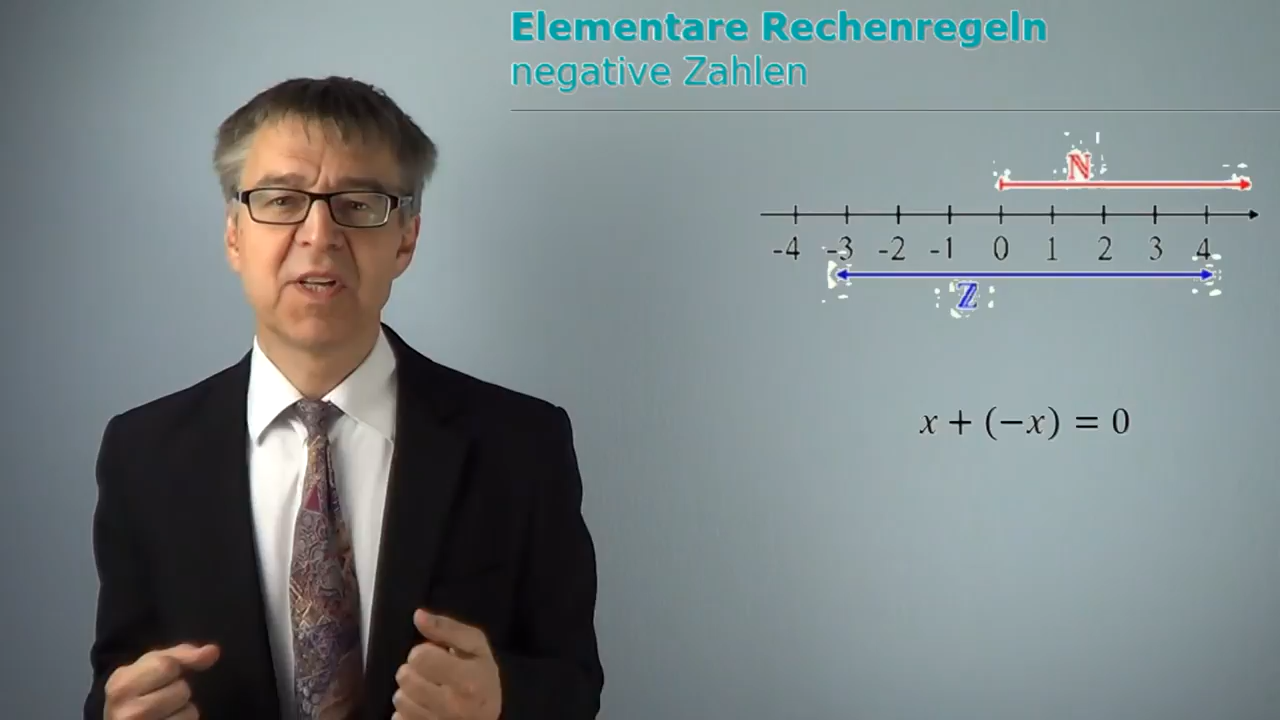 Elementare Rechenregeln
negative Zahlen
ℕ
-4 -3 -2 -1 0 1 2 3 4
ℤ
x + (−x) = 0